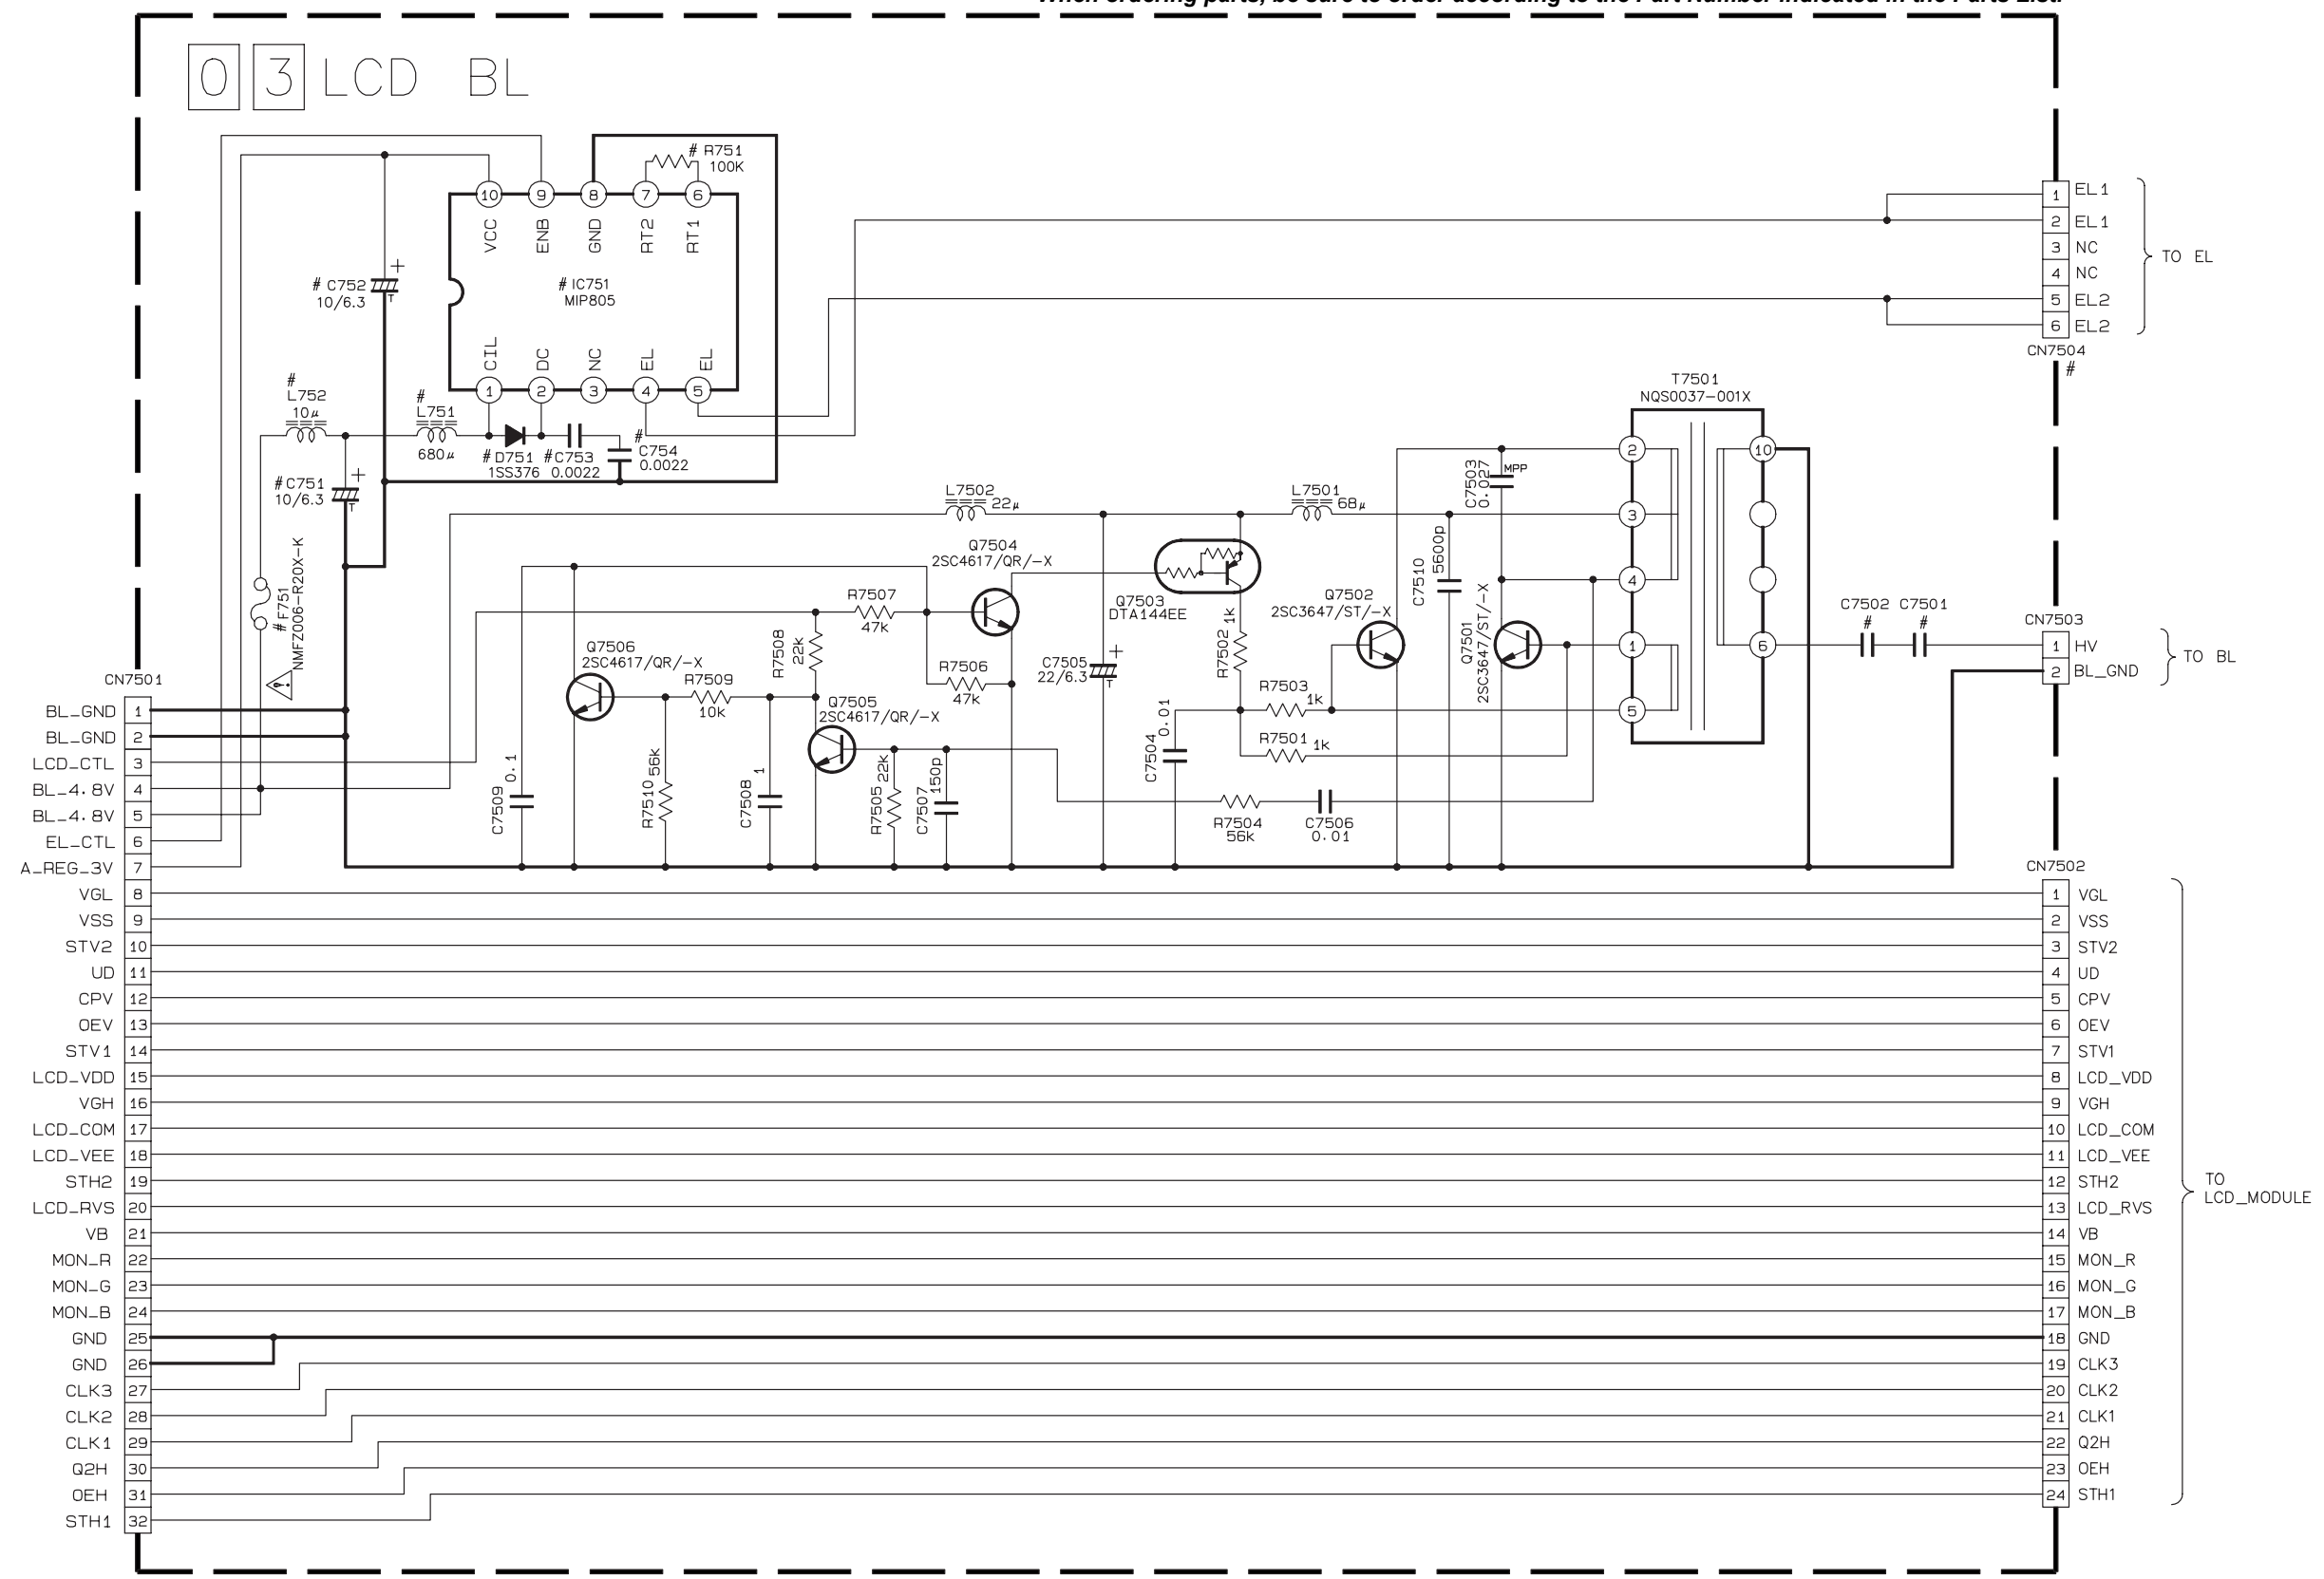 0 3 LCD BL
# R751
100K
10 9 8 7 6
VCC ENB GND RT2 RT1
# IC751
MIP805
CIL DC NC EL EL
1 2 3 4 5
# C752
10/6.3
T
#
L752
10μ
#
L751
680μ
# D751
1SS376
# C753
0.0022
#
C754
0.0022
# C751
10/6.3
T
# F751
NMFZ006-R20X-K
1 EL1
2 EL1
3 NC
4 NC
5 EL2
6 EL2
TO EL
CN7504
#
T7501
NQS0037-001X
2 3 4 1 5
10 6
C7503
0.027
MPP
L7502
22μ
L7501
68μ
Q7504
2SC4617/QR/-X
Q7503
DTA144EE
C7510
5600p
Q7502
2SC3647/ST/-X
Q7501
2SC3647/ST/-X
R7507
47k
R7508
22k
Q7506
2SC4617/QR/-X
R7506
47k
R7509
10k
Q7505
2SC4617/QR/-X
C7505
22/6.3
T
R7502
1k
R7503
1k
R7501
1k
C7504
0.01
C7509
0.1
R7510
56k
C7508
1
R7505
22k
C7507
150p
R7504
56k
C7506
0.01
C7502
#
C7501
#
CN7503
1 HV
2 BL_GND
TO BL
CN7501
BL_GND 1
BL_GND 2
LCD_CTL 3
BL_4.8V 4
BL_4.8V 5
EL_CTL 6
A_REG_3V 7
VGL 8
VSS 9
STV2 10
UD 11
CPV 12
OEV 13
STV1 14
LCD_VDD 15
VGH 16
LCD_COM 17
LCD_VEE 18
STH2 19
LCD_RVS 20
VB 21
MON_R 22
MON_G 23
MON_B 24
GND 25
GND 26
CLK3 27
CLK2 28
CLK1 29
Q2H 30
OEH 31
STH1 32
CN7502
1 VGL
2 VSS
3 STV2
4 UD
5 CPV
6 OEV
7 STV1
8 LCD_VDD
9 VGH
10 LCD_COM
11 LCD_VEE
12 STH2
13 LCD_RVS
14 VB
15 MON_R
16 MON_G
17 MON_B
18 GND
19 CLK3
20 CLK2
21 CLK1
22 Q2H
23 OEH
24 STH1
TO
LCD_MODULE